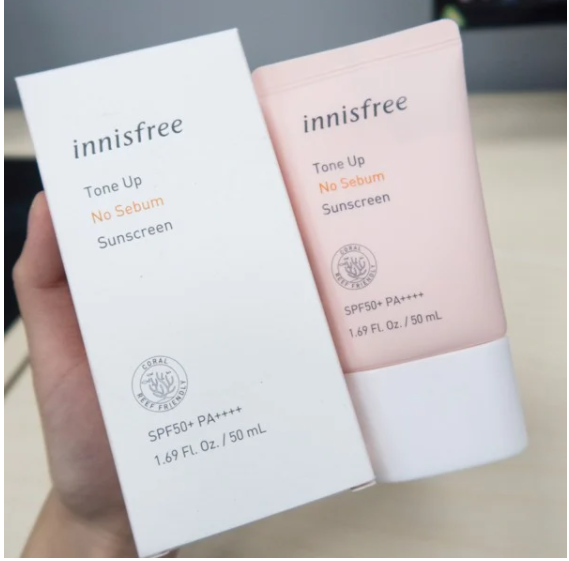 innisfree
Tone Up
No Sebum
Sunscreen
CORAL
REEF FRIENDLY
SPF50+ PA++++
1.69 FL. Oz. / 50 mL
innisfree
Tone Up
No Sebum
Sunscreen
CORAL
REEF FRIENDLY
SPF50+ PA++++
1.69 FL. Oz. / 50 mL